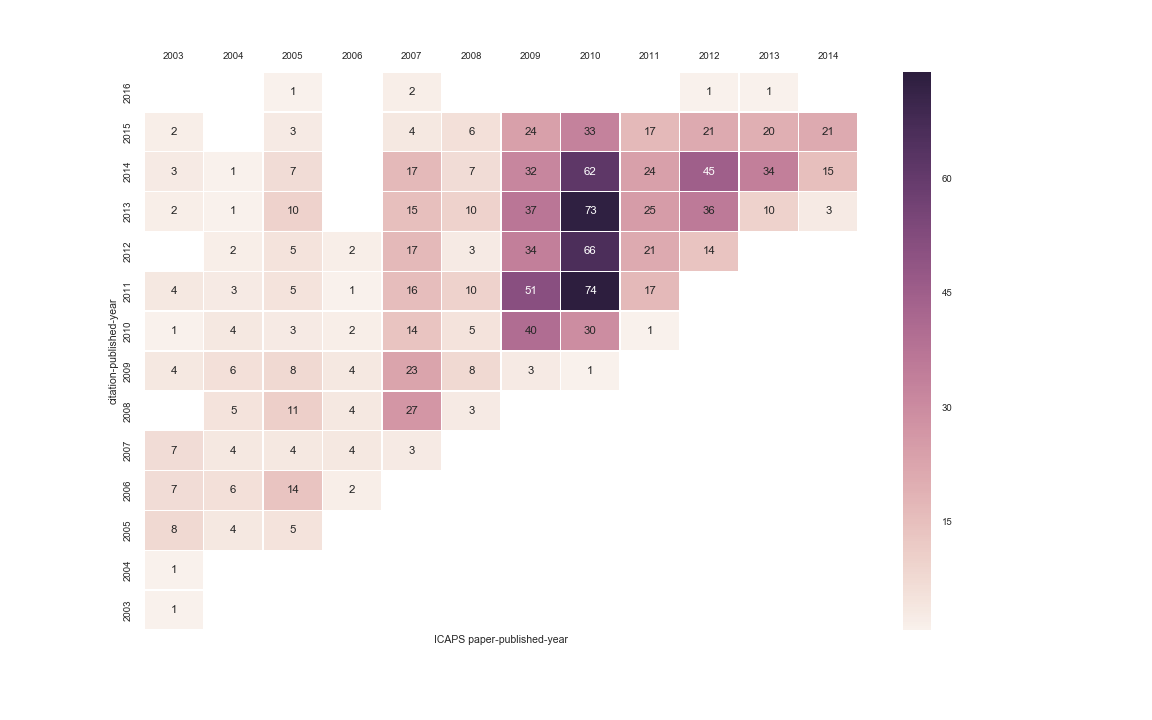 2003 2004 2005 2006 2007 2008 2009 2010 2011 2012 2013 2014
2016 1 2 1 1
2015 2 3 4 6 24 33 17 21 20 21
2014 3 1 7 17 7 32 62 24 45 34 15
60
2013 2 1 10 15 10 37 73 25 36 10 3
2012 2 5 2 17 3 34 66 21 14
2011 4 3 5 1 16 10 51 74 17
45
citation-published-year
2010 1 4 3 2 14 5 40 30 1
2009 4 6 8 4 23 8 3 1
2008 5 11 4 27 3
30
2007 7 4 4 4 3
2006 7 6 14 2
2005 8 4 5
15
2004 1
2003 1
ICAPS paper-published-year